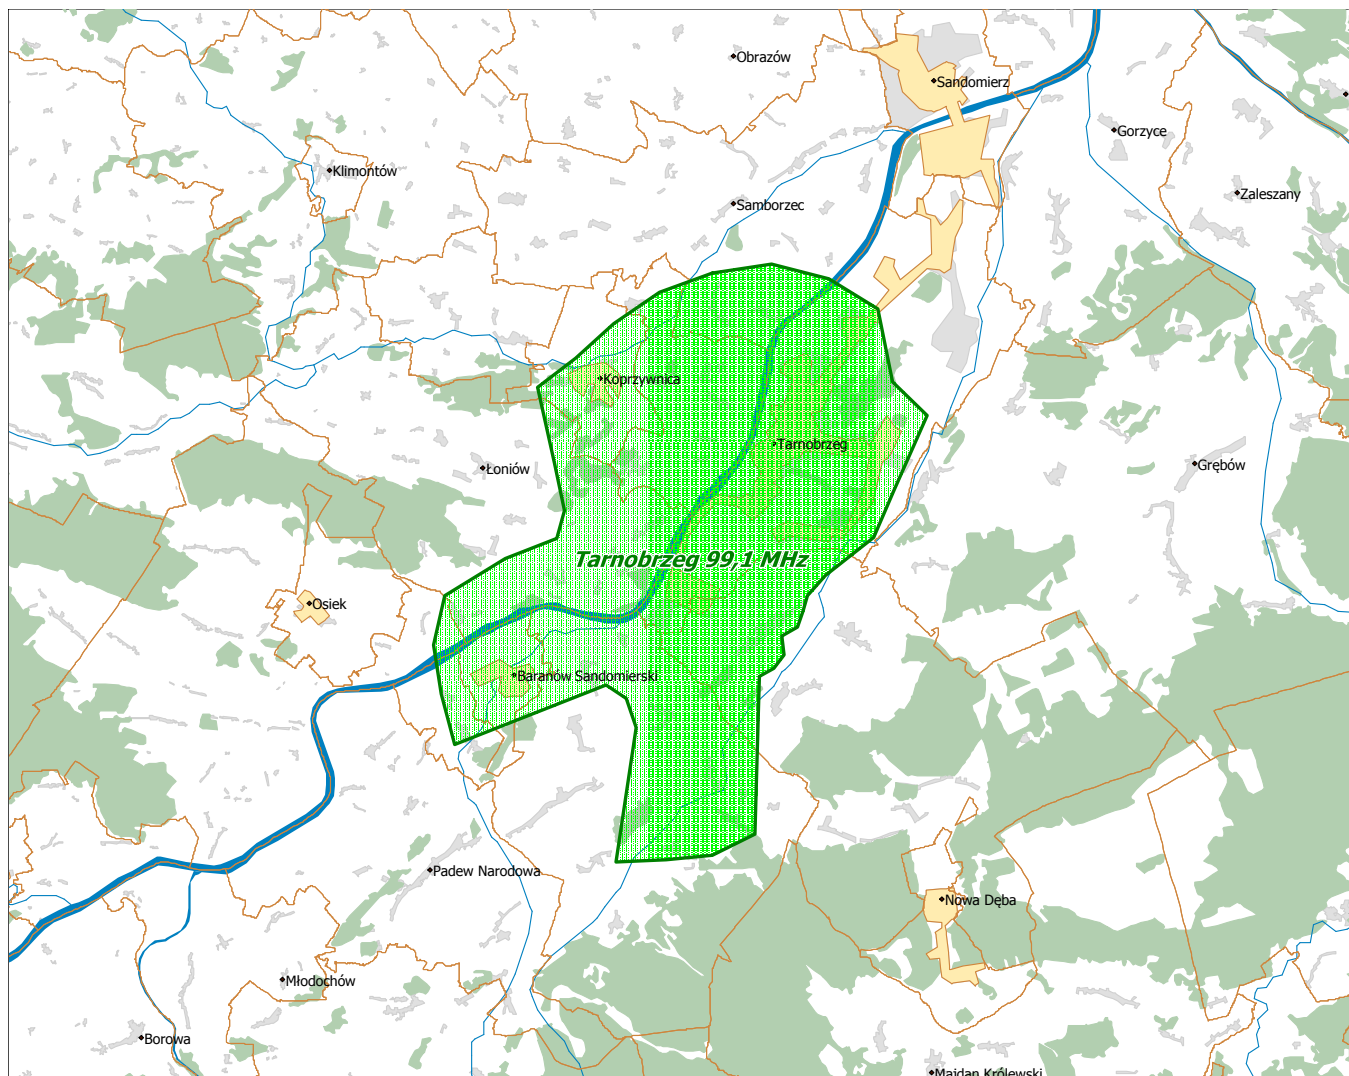 Obrazów
Sandomierz
Gorzyce
Klimontów
Zaleszany
Samborzec
Koprzywnica
Tarnobrzeg
Łoniów
Grębów
Tarnobrzeg 99,1 MHz
Osiek
Baranów Sandomierski
Padew Narodowa
Nowa Dęba
Młodochów
Borowa
Majdan Królewski